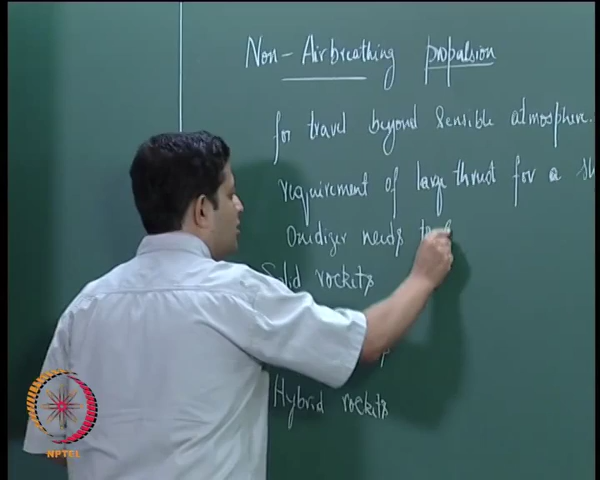 Non-Airbreathing propulsion
for travel beyond sensible atmosphere.
requirement of large thrust for a
Oxidizer needs
Solid rockets
Hybrid rockets
NPTEL